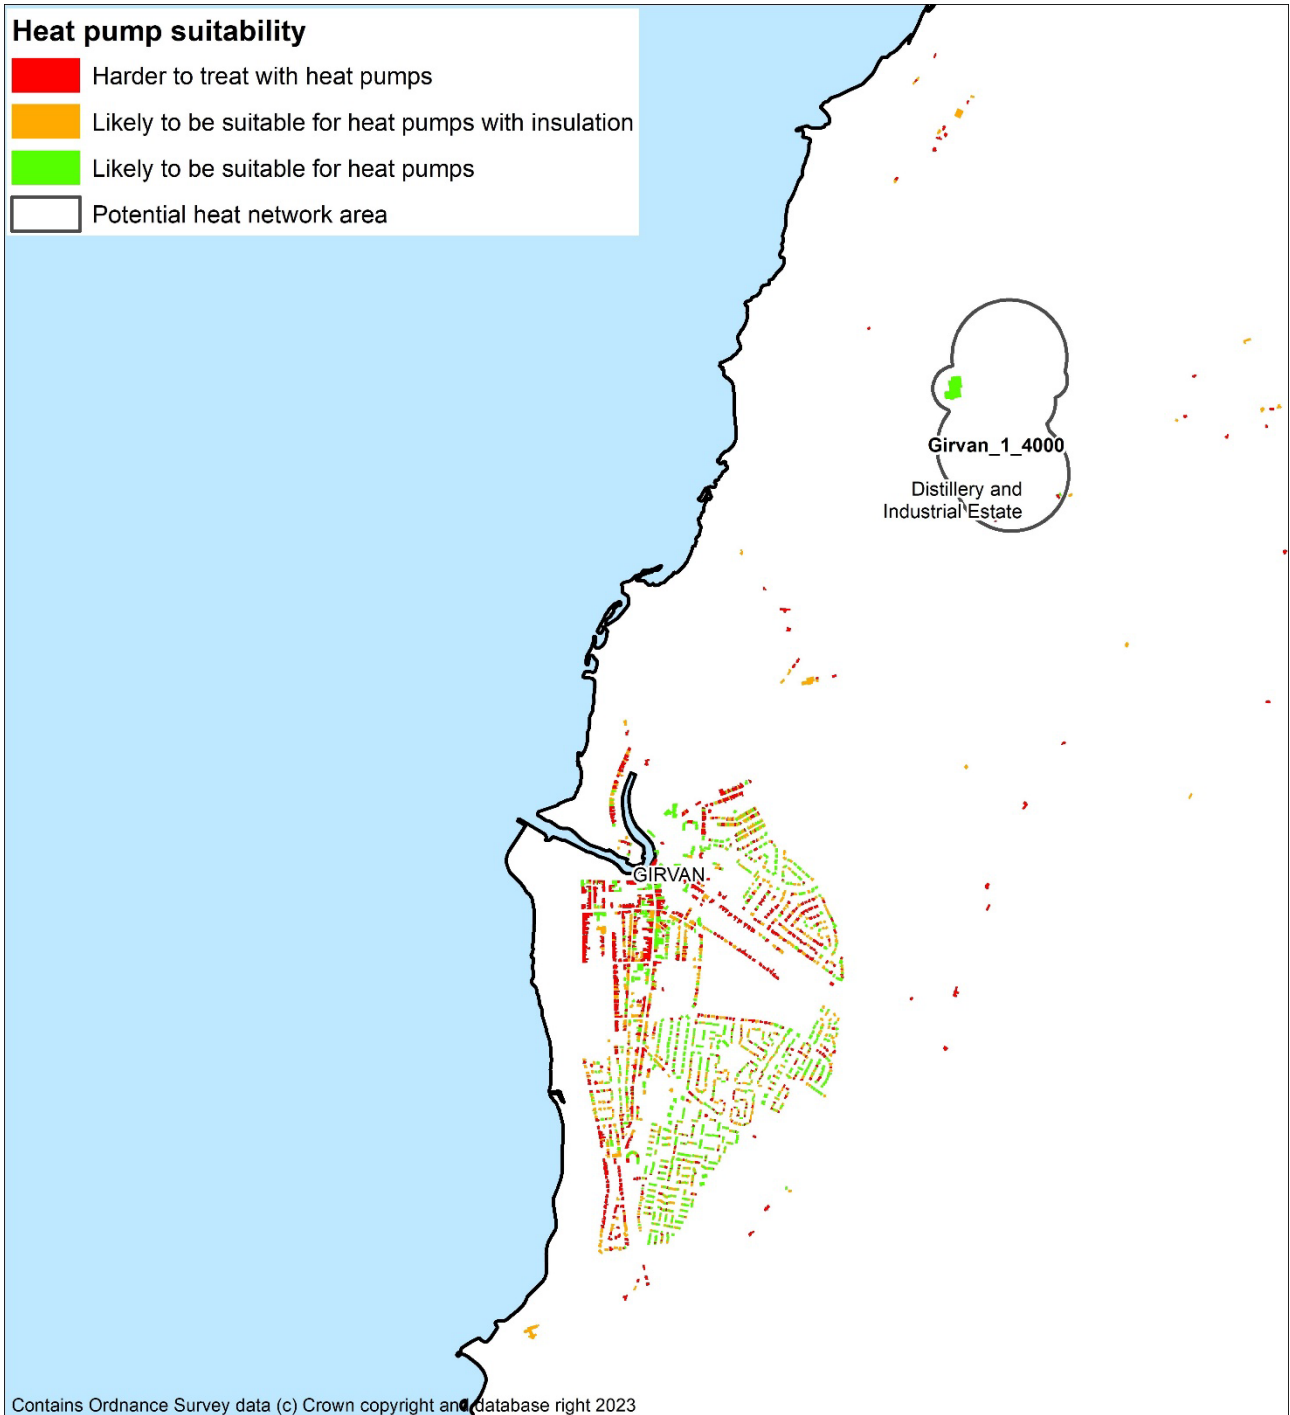 Heat pump suitability
Harder to treat with heat pumps
Likely to be suitable for heat pumps with insulation
Likely to be suitable for heat pumps
Potential heat network area
Girvan_1_4000
Distillery and
Industrial Estate
GIRVAN
Contains Ordnance Survey data (c) Crown copyright and database right 2023